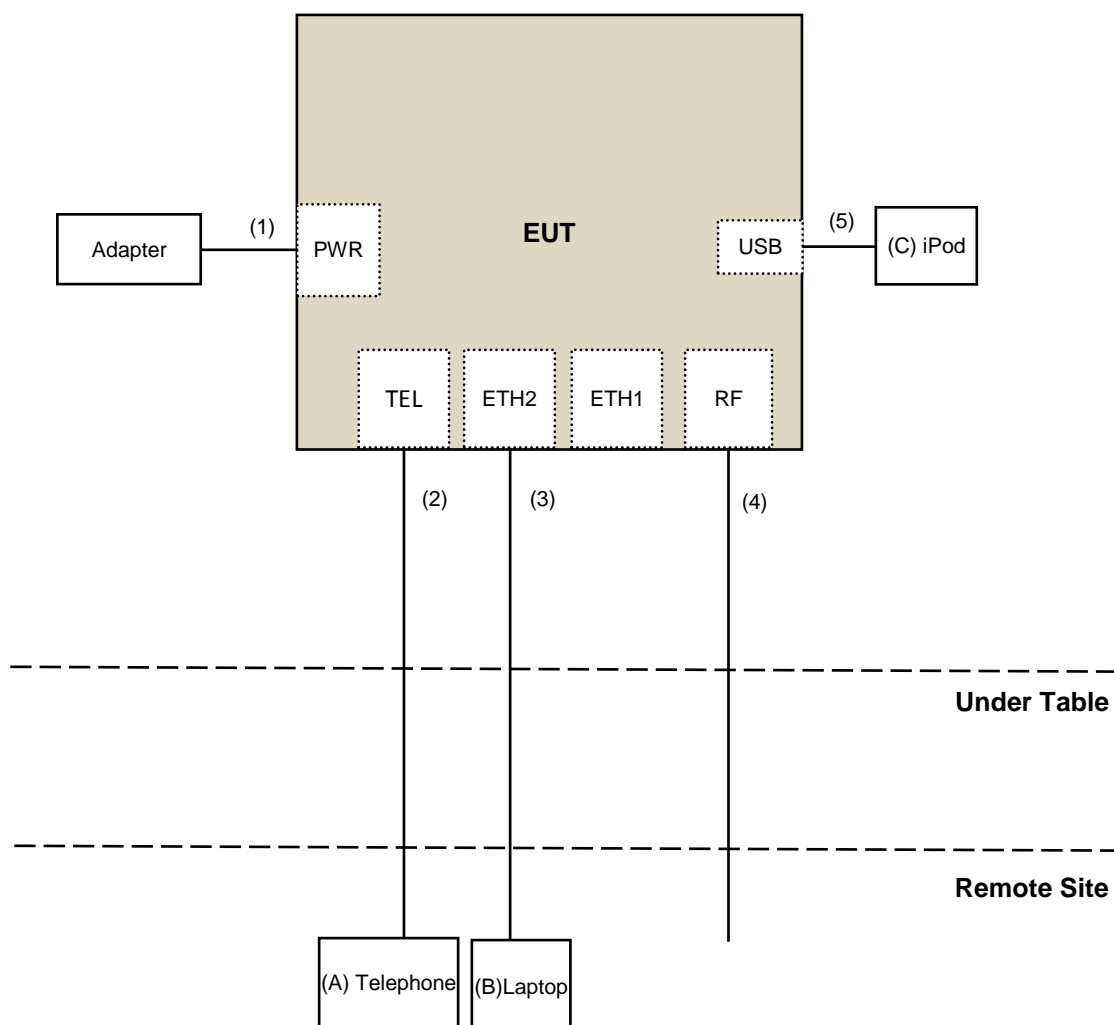 EUT
(1)
(5)
Adapter
PWR
USB
(C) iPod
TEL
ETH2
ETH1
RF
(2)
(3)
(4)
Under Table
Remote Site
(A) Telephone
(B)Laptop